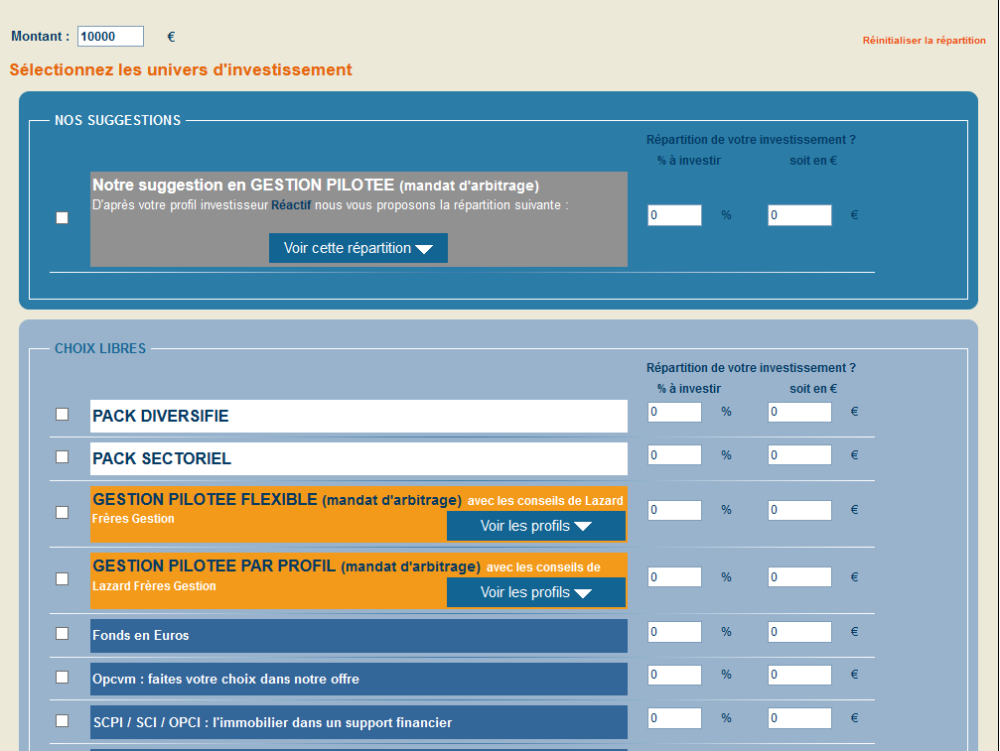 Montant : 10000 €
Réinitialiser la répartition
Sélectionnez les univers d'investissement
NOS SUGGESTIONS
Répartition de votre investissement ?
% à investir soit en €
Notre suggestion en GESTION PILOTEE (mandat d'arbitrage)
D'après votre profil investisseur Réactif nous vous proposons la répartition suivante :
0 % 0 €
Voir cette répartition
CHOIX LIBRES
Répartition de votre investissement ?
% à investir soit en €
PACK DIVERSIFIE 0 % 0 €
PACK SECTORIEL 0 % 0 €
GESTION PILOTEE FLEXIBLE (mandat d'arbitrage) avec les conseils de Lazard
Frères Gestion 0 % 0 €
Voir les profils
GESTION PILOTEE PAR PROFIL (mandat d'arbitrage) avec les conseils de
Lazard Frères Gestion 0 % 0 €
Voir les profils
Fonds en Euros 0 % 0 €
Opcvm : faites votre choix dans notre offre 0 % 0 €
SCPI / SCI / OPCI : l'immobilier dans un support financier 0 % 0 €